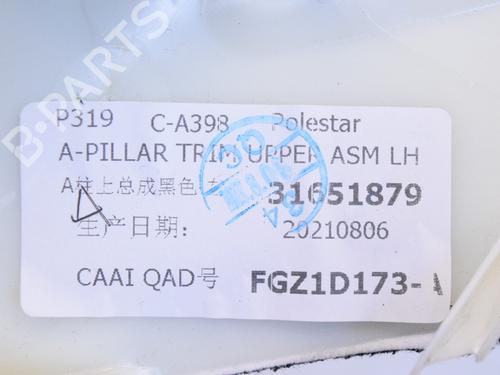 P319 C-A398 Polestar
A-PILLAR TRIM UPPER ASM LH
A柱上总成黑色 31651879
生产日期: 20210806
CAAI QAD号 FGZ1D173-
B-PARTS